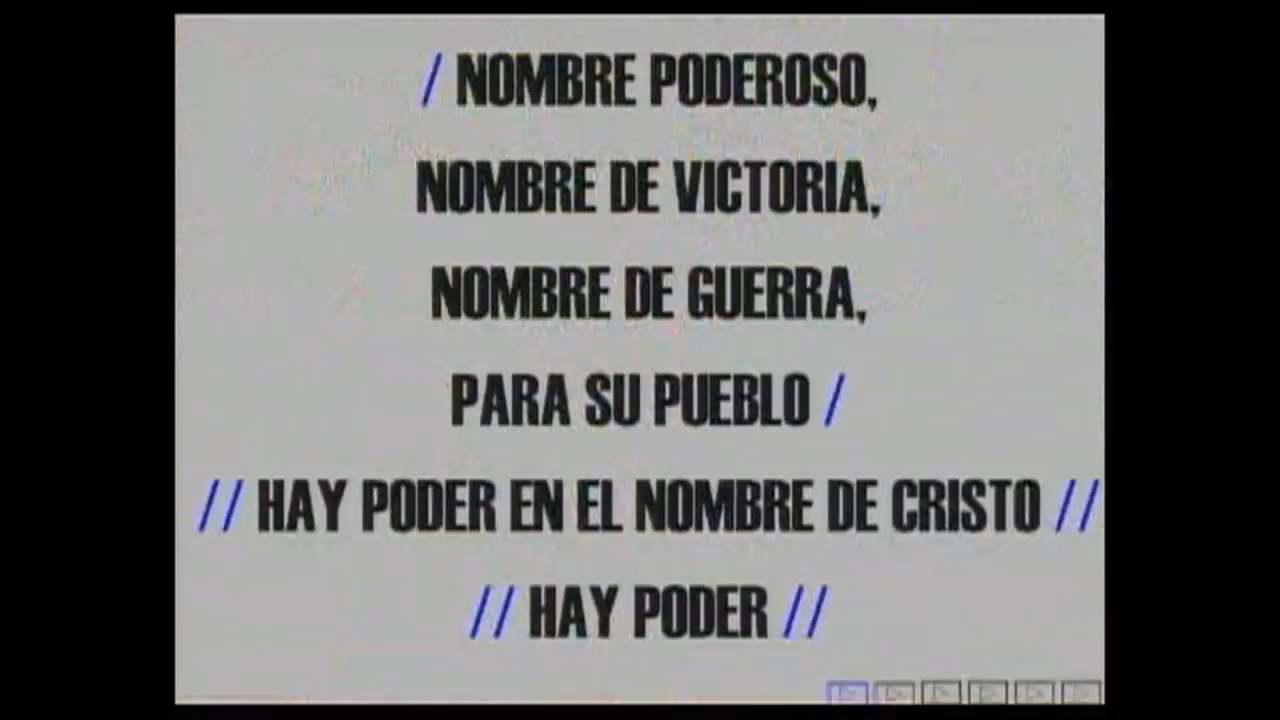 / NOMBRE PODEROSO,
NOMBRE DE VICTORIA,
NOMBRE DE GUERRA,
PARA SU PUEBLO /
// HAY PODER EN EL NOMBRE DE CRISTO //
// HAY PODER //